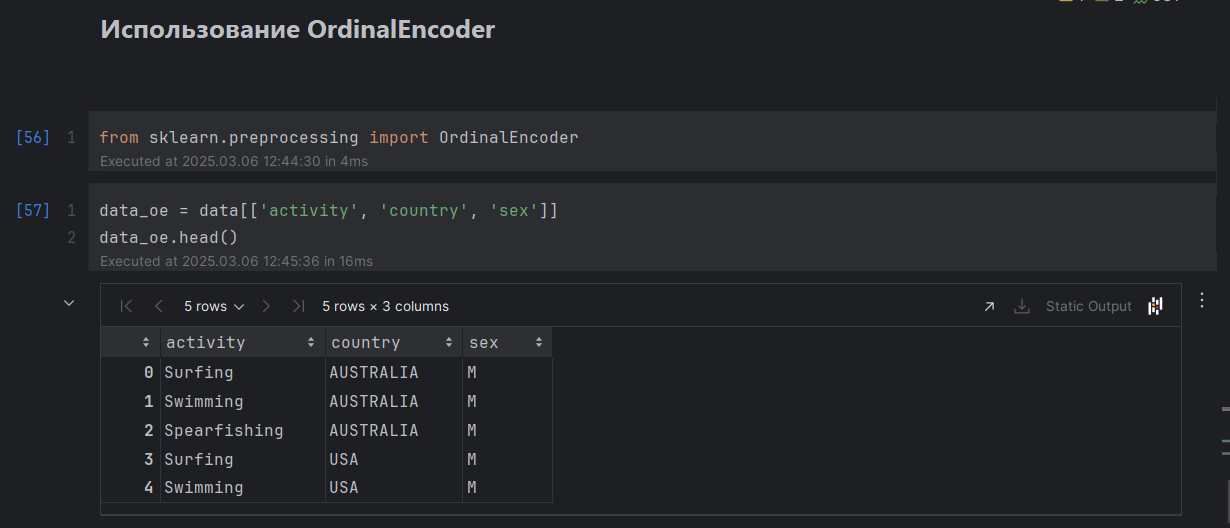 Использование OrdinalEncoder
[56] 1 from sklearn.preprocessing import OrdinalEncoder
Executed at 2025.03.06 12:44:30 in 4ms
[57] 1 data_oe = data[['activity', 'country', 'sex']]
2 data_oe.head()
Executed at 2025.03.06 12:45:36 in 16ms
5 rows 5 rows × 3 columns Static Output
activity country sex
0 Surfing AUSTRALIA M
1 Swimming AUSTRALIA M
2 Spearfishing AUSTRALIA M
3 Surfing USA M
4 Swimming USA M